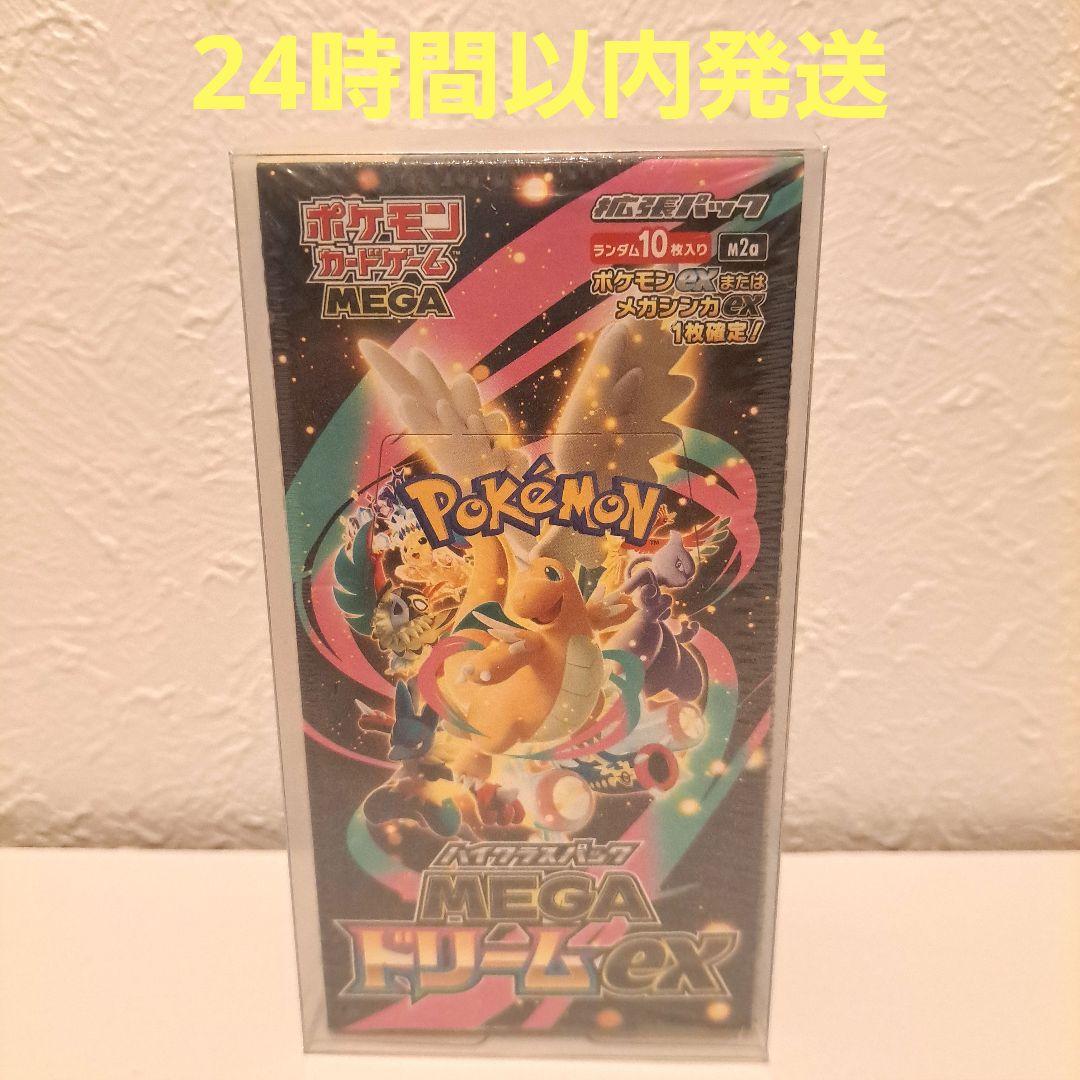 24時間以内発送
ポケモン
カードゲーム™
MEGA
拡張パック
ランダム10枚入り
M2a
ポケモンexまたは
メガシンカex
1枚確定!
POKÉMON™
ハイクラスパック
MEGA
ドリームex